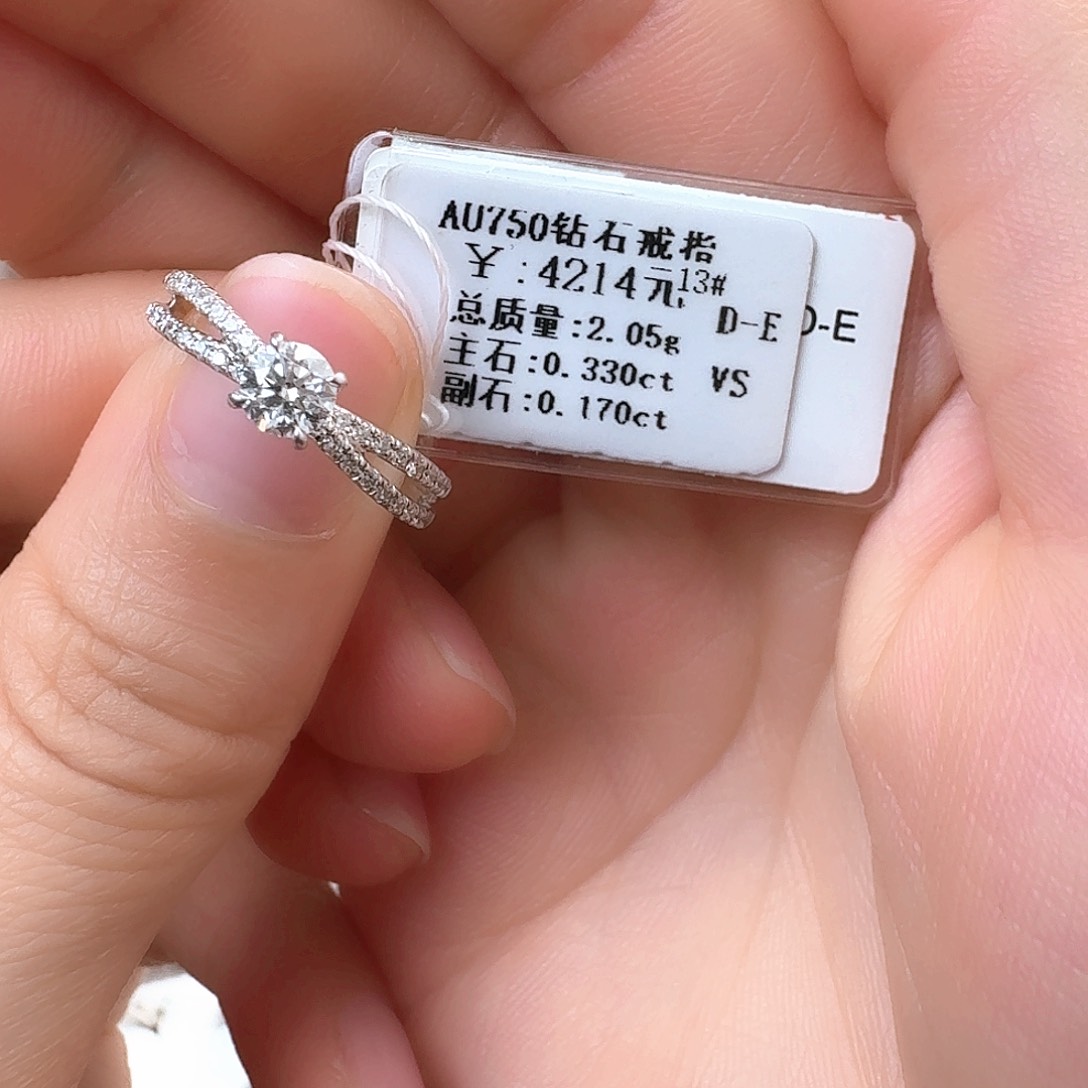 AU750钻石戒指
￥:4214元 13#
总质量:2.05g D-E
主石:0.330ct VS
副石:0.170ct
D-E